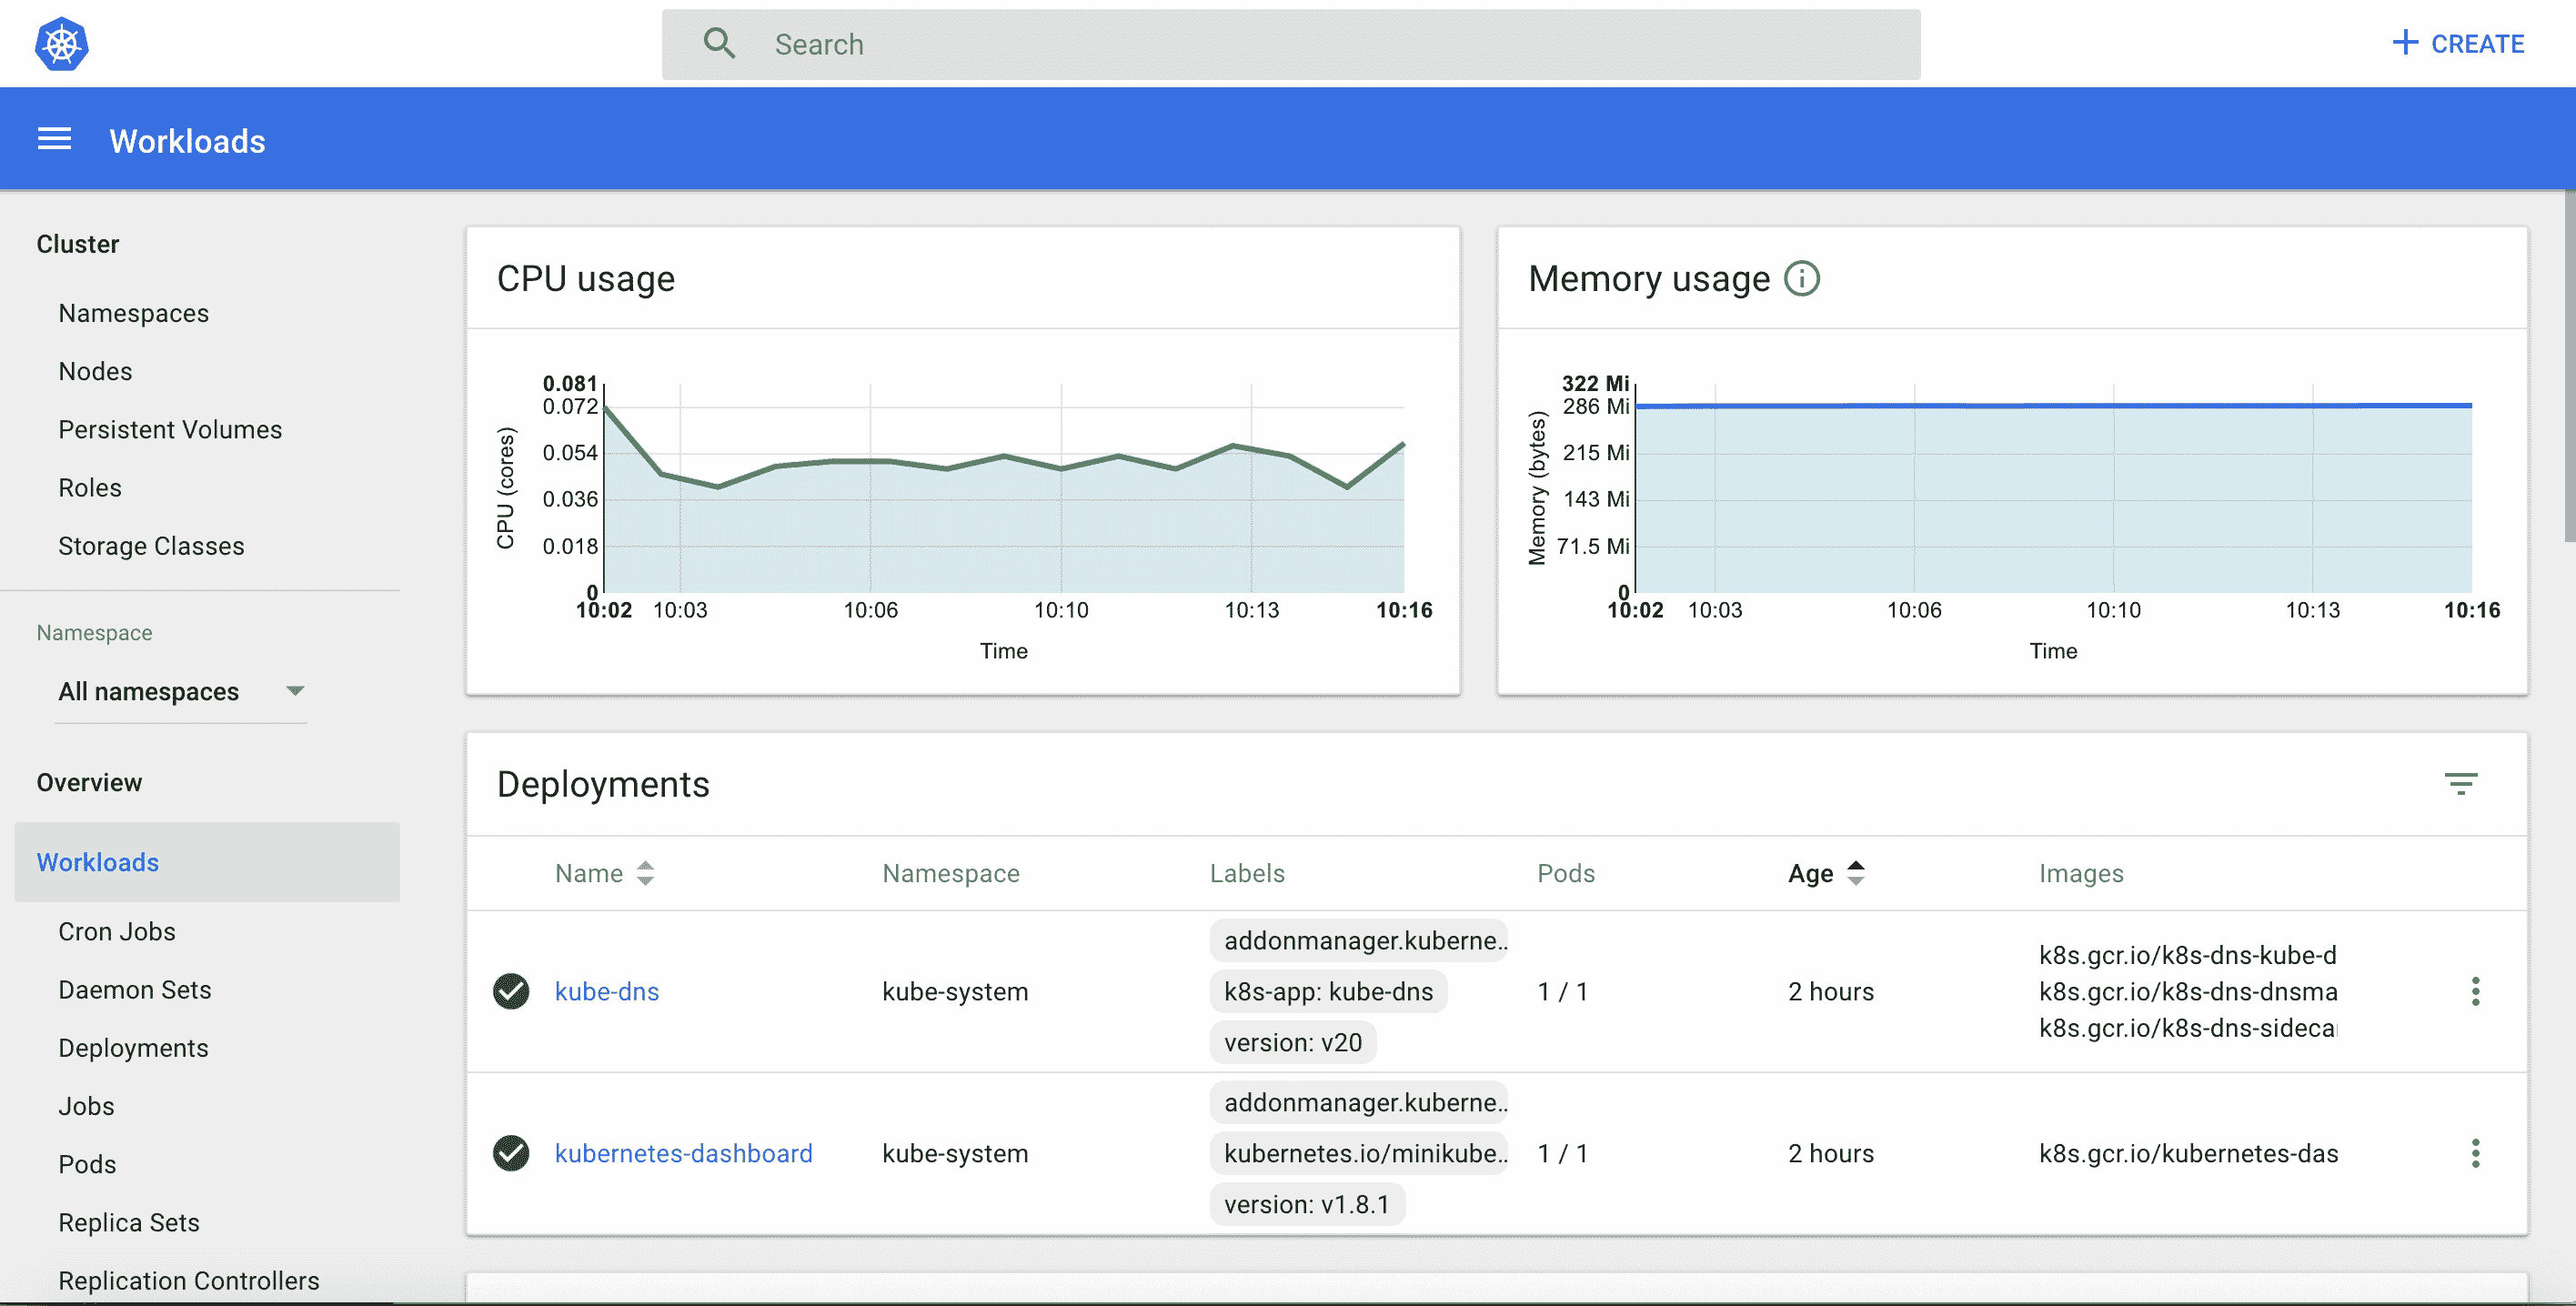 Search
CREATE
Workloads
Cluster
Namespaces
Nodes
Persistent Volumes
Roles
Storage Classes
Namespace
All namespaces
Overview
Workloads
Cron Jobs
Daemon Sets
Deployments
Jobs
Pods
Replica Sets
Replication Controllers
CPU usage
CPU (cores)
0.081
0.072
0.054
0.036
0.018
0
10:02 10:03 10:06 10:10 10:13 10:16
Time
Memory usage
Memory (bytes)
322 Mi
286 Mi
215 Mi
143 Mi
71.5 Mi
0
10:02 10:03 10:06 10:10 10:13 10:16
Time
Deployments
Name Namespace Labels Pods Age Images
kube-dns
kube-system
addonmanager.kuberne..
k8s-app: kube-dns
version: v20
1 / 1
2 hours
k8s.gcr.io/k8s-dns-kube-d
k8s.gcr.io/k8s-dns-dnsma
k8s.gcr.io/k8s-dns-sideca
kubernetes-dashboard
kube-system
addonmanager.kuberne..
kubernetes.io/minikube..
version: v1.8.1
1 / 1
2 hours
k8s.gcr.io/kubernetes-das